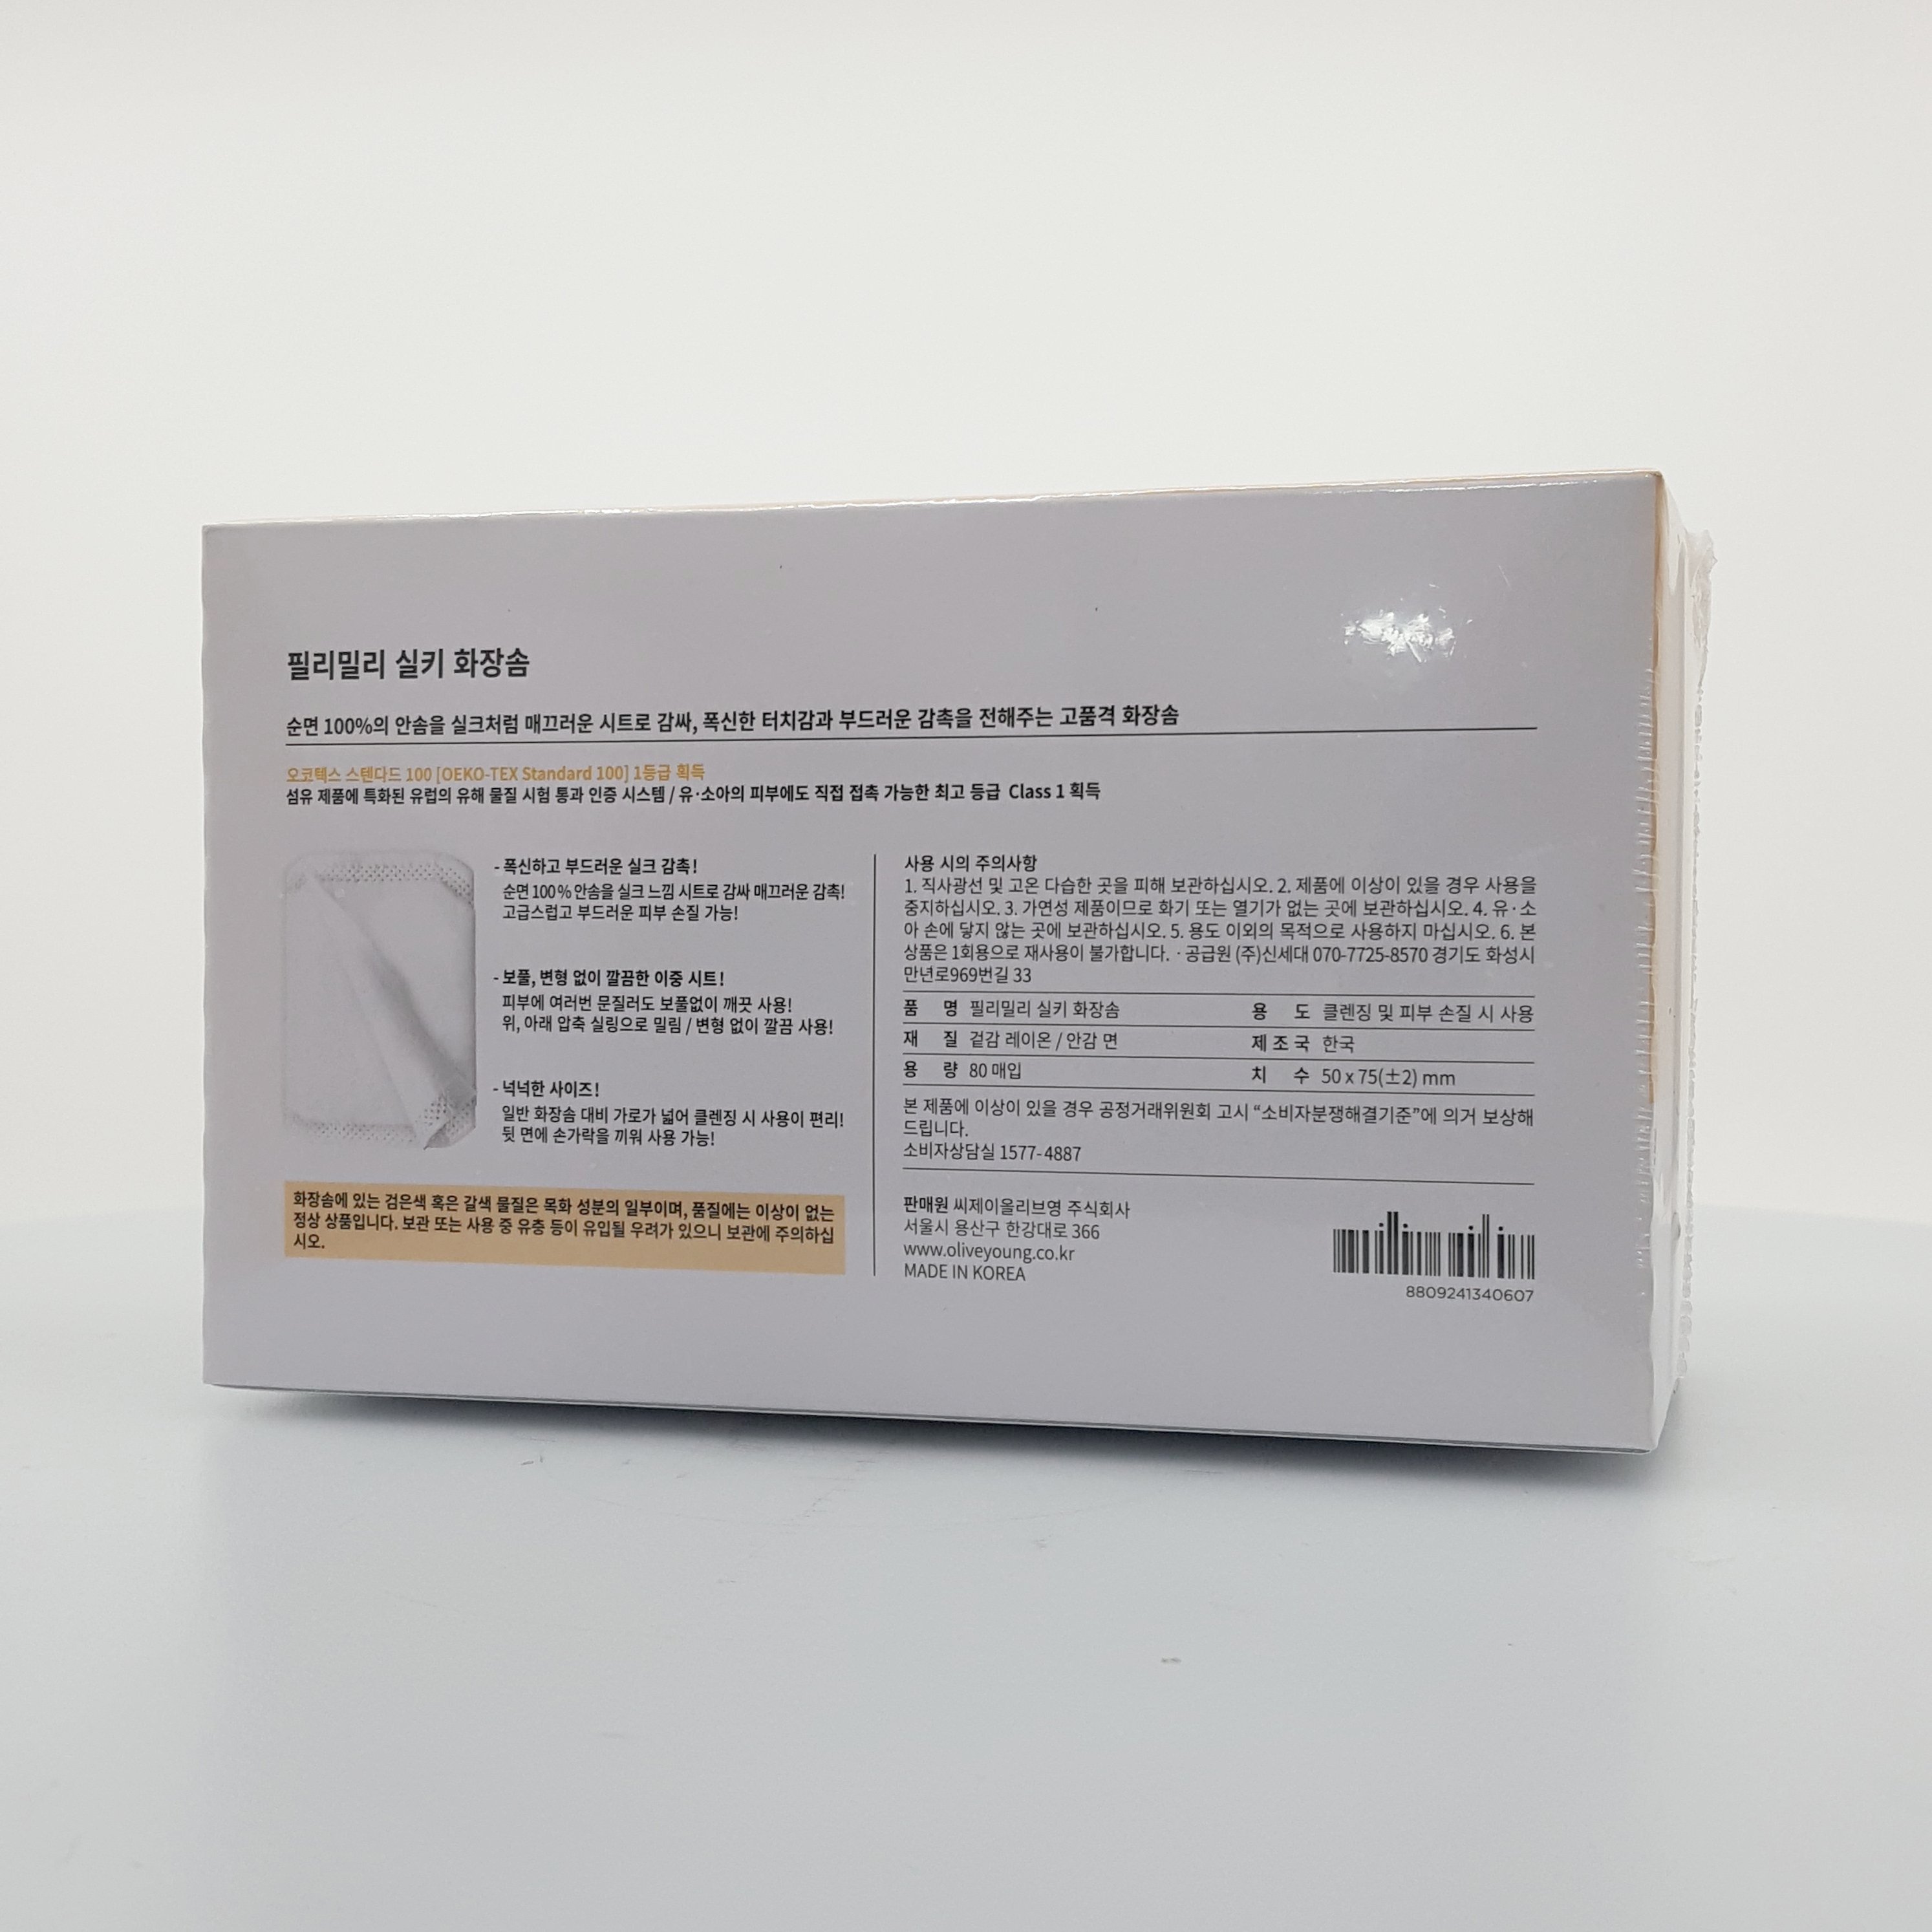 필리밀리 실키 화장솜
순면 100%의 안솜을 실크처럼 매끄러운 시트로 감싸, 폭신한 터치감과 부드러운 감촉을 전해주는 고품격 화장솜
오코텍스 스텐다드 100 [OEKO-TEX Standard 100] 1등급 획득
섬유 제품에 특화된 유럽의 유해 물질 시험 통과 인증 시스템 / 유·소아의 피부에도 직접 접촉 가능한 최고 등급 Class 1 획득
- 폭신하고 부드러운 실크 감촉!
순면 100% 안솜을 실크 느낌 시트로 감싸 매끄러운 감촉!
고급스럽고 부드러운 피부 손질 가능!
- 보풀, 변형 없이 깔끔한 이중 시트!
피부에 여러번 문질러도 보풀없이 깨끗 사용!
위, 아래 압축 실링으로 밀림 / 변형 없이 깔끔 사용!
- 넉넉한 사이즈!
일반 화장솜 대비 가로가 넓어 클렌징 시 사용이 편리!
뒷 면에 손가락을 끼워 사용 가능!
화장솜에 있는 검은색 혹은 갈색 물질은 목화 성분의 일부이며, 품질에는 이상이 없는
정상 상품입니다. 보관 또는 사용 중 유충 등이 유입될 우려가 있으니 보관에 주의하십
시오.
사용 시의 주의사항
1. 직사광선 및 고온 다습한 곳을 피해 보관하십시오. 2. 제품에 이상이 있을 경우 사용을
중지하십시오. 3. 가연성 제품이므로 화기 또는 열기가 없는 곳에 보관하십시오. 4. 유·소
아 손에 닿지 않는 곳에 보관하십시오. 5. 용도 이외의 목적으로 사용하지 마십시오. 6. 본
상품은 1회용으로 재사용이 불가합니다. ·공급원 (주)신세대 070-7725-8570 경기도 화성시
만년로969번길 33
품 명 필리밀리 실키 화장솜 용 도 클렌징 및 피부 손질 시 사용
재 질 겉감 레이온 / 안감 면 제조국 한국
용 량 80 매입 치 수 50 x 75(±2) mm
본 제품에 이상이 있을 경우 공정거래위원회 고시 “소비자분쟁해결기준”에 의거 보상해
드립니다.
소비자상담실 1577-4887
판매원 씨제이올리브영 주식회사
서울시 용산구 한강대로 366
www.oliveyoung.co.kr
MADE IN KOREA
8809241340607